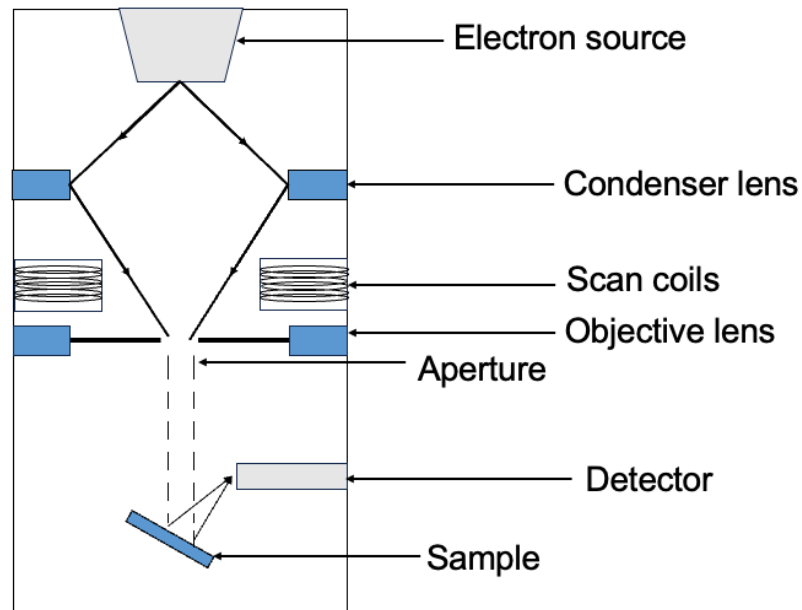 Electron source
Condenser lens
Scan coils
Objective lens
Aperture
Detector
Sample